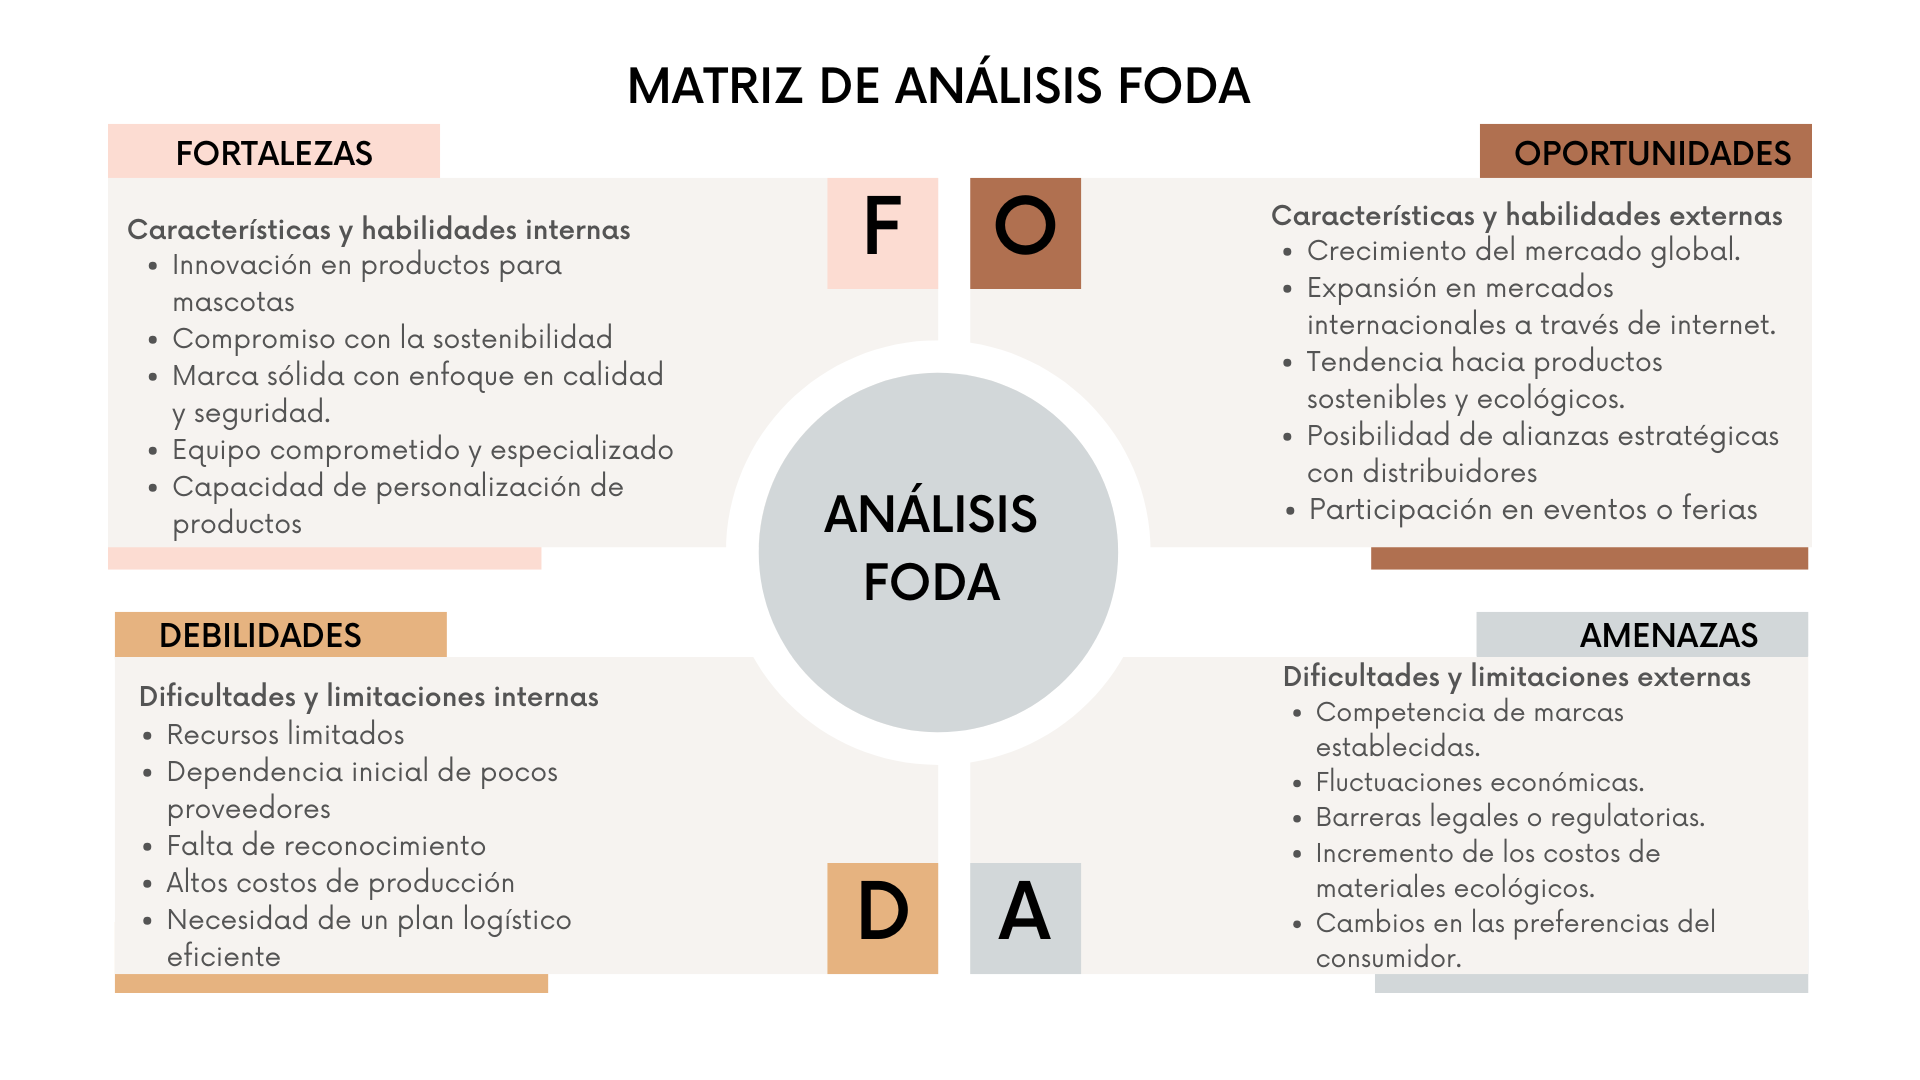 MATRIZ DE ANÁLISIS FODA
FORTALEZAS
Características y habilidades internas
• Innovación en productos para
mascotas
• Compromiso con la sostenibilidad
• Marca sólida con enfoque en calidad
y seguridad.
• Equipo comprometido y especializado
• Capacidad de personalización de
productos
F
O
OPORTUNIDADES
Características y habilidades externas
• Crecimiento del mercado global.
• Expansión en mercados
internacionales a través de internet.
• Tendencia hacia productos
sostenibles y ecológicos.
• Posibilidad de alianzas estratégicas
con distribuidores
• Participación en eventos o ferias
ANÁLISIS
FODA
DEBILIDADES
Dificultades y limitaciones internas
• Recursos limitados
• Dependencia inicial de pocos
proveedores
• Falta de reconocimiento
• Altos costos de producción
• Necesidad de un plan logístico
eficiente
D
A
AMENAZAS
Dificultades y limitaciones externas
• Competencia de marcas
establecidas.
• Fluctuaciones económicas.
• Barreras legales o regulatorias.
• Incremento de los costos de
materiales ecológicos.
• Cambios en las preferencias del
consumidor.